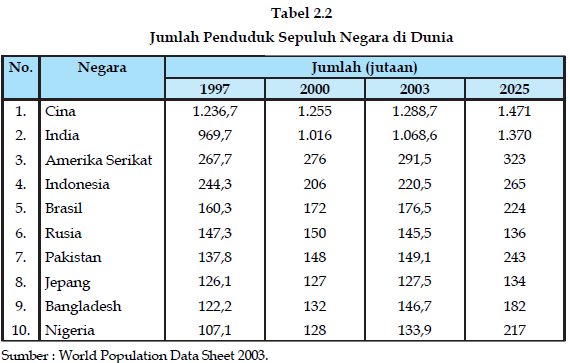 Tabel 2.2
Jumlah Penduduk Sepuluh Negara di Dunia
No. Negara Jumlah (jutaan)
1997 2000 2003 2025
1. Cina 1.236,7 1.255 1.288,7 1.471
2. India 969,7 1.016 1.068,6 1.370
3. Amerika Serikat 267,7 276 291,5 323
4. Indonesia 244,3 206 220,5 265
5. Brasil 160,3 172 176,5 224
6. Rusia 147,3 150 145,5 136
7. Pakistan 137,8 148 149,1 243
8. Jepang 126,1 127 127,5 134
9. Bangladesh 122,2 132 146,7 182
10. Nigeria 107,1 128 133,9 217
Sumber : World Population Data Sheet 2003.